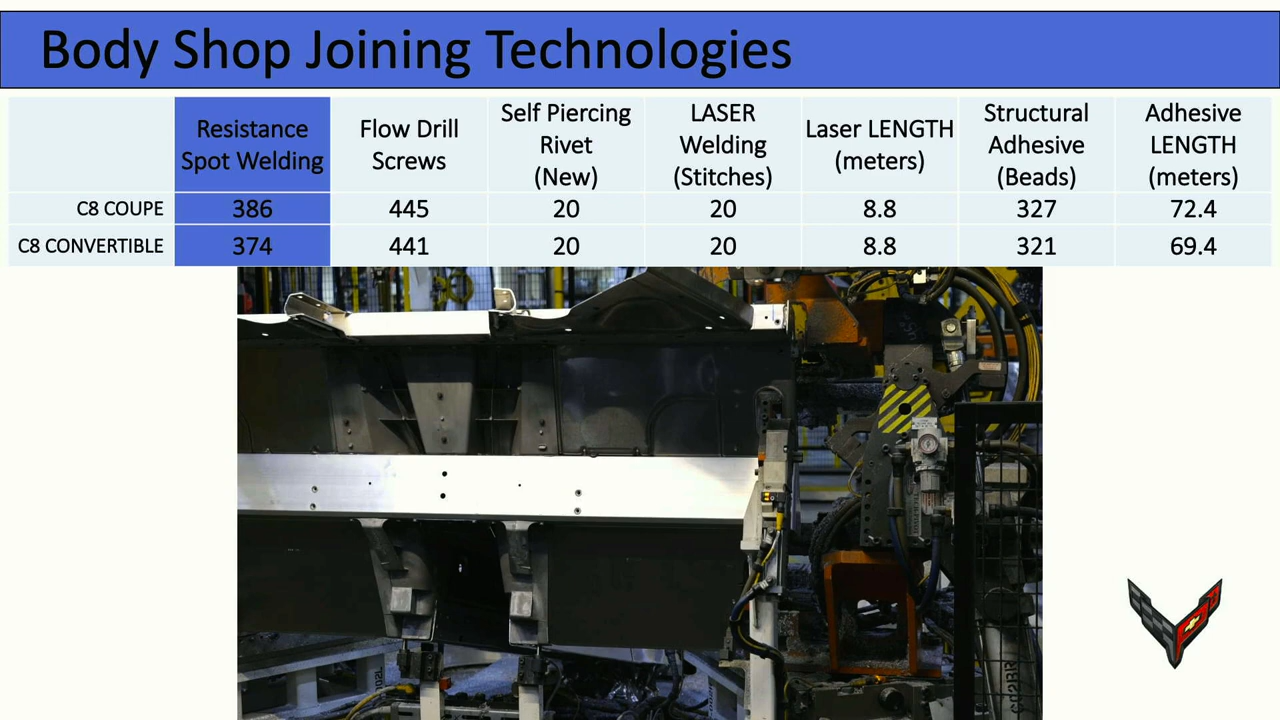 Body Shop Joining Technologies
Resistance Spot Welding
Flow Drill Screws
Self Piercing Rivet (New)
LASER Welding (Stitches)
Laser LENGTH (meters)
Structural Adhesive (Beads)
Adhesive LENGTH (meters)
C8 COUPE 386 445 20 20 8.8 327 72.4
C8 CONVERTIBLE 374 441 20 20 8.8 321 69.4